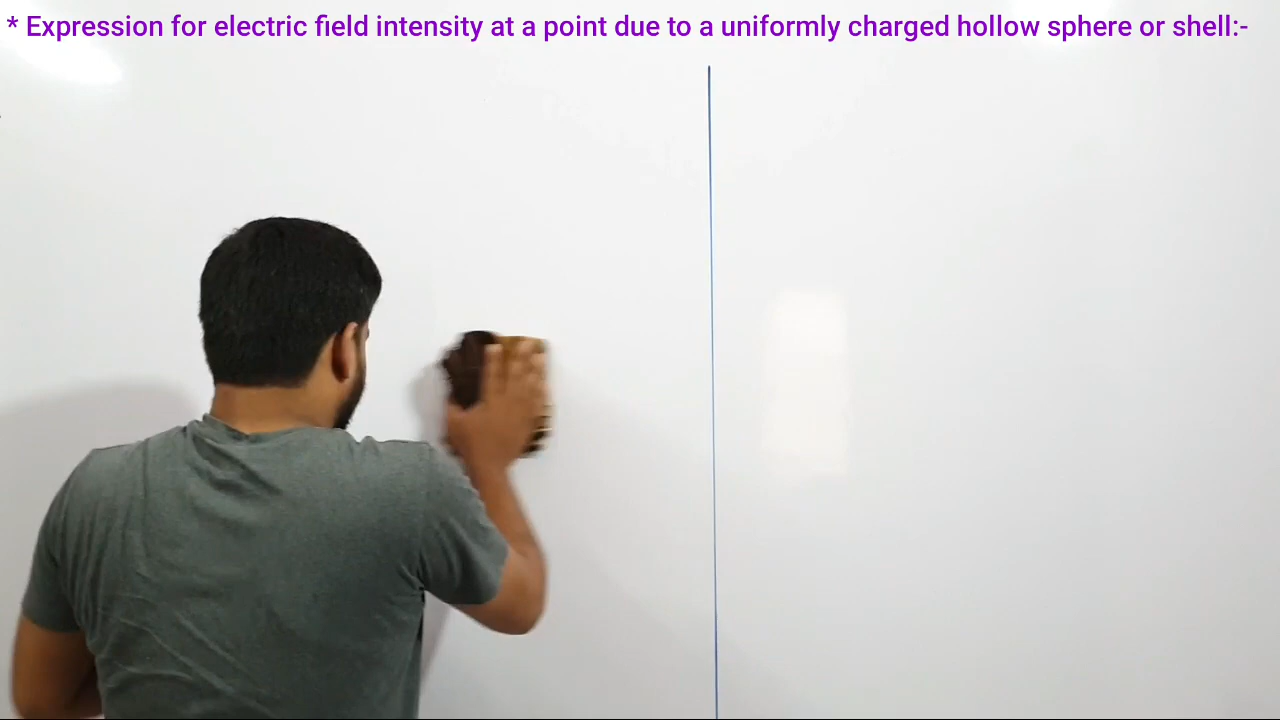 * Expression for electric field intensity at a point due to a uniformly charged hollow sphere or shell:-